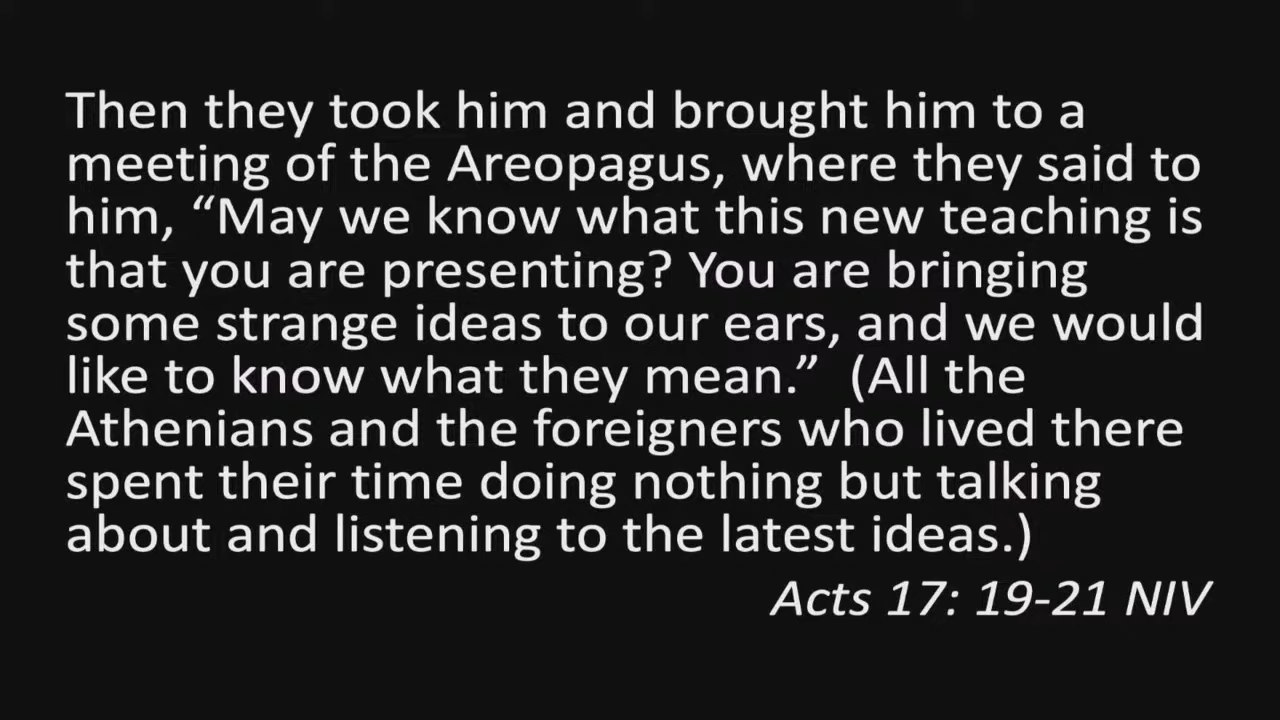 Then they took him and brought him to a
meeting of the Areopagus, where they said to
him, “May we know what this new teaching is
that you are presenting? You are bringing
some strange ideas to our ears, and we would
like to know what they mean.”  (All the
Athenians and the foreigners who lived there
spent their time doing nothing but talking
about and listening to the latest ideas.)
Acts 17: 19-21 NIV